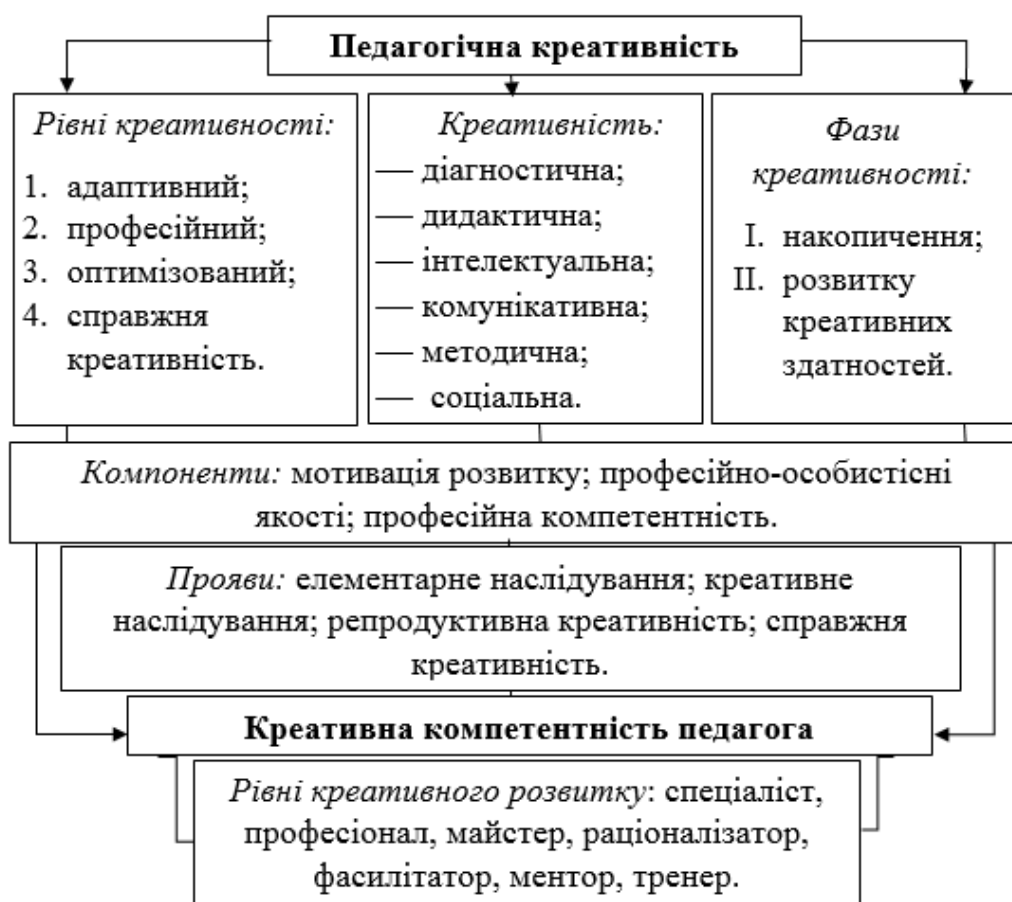 Педагогічна креативність
Рівні креативності:
1. адаптивний;
2. професійний;
3. оптимізований;
4. справжня
креативність.
Креативність:
— діагностична;
— дидактична;
— інтелектуальна;
— комунікативна;
— методична;
— соціальна.
Фази
креативності:
I. накопичення;
II. розвитку
креативних
здатностей.
Компоненти: мотивація розвитку; професійно-особистісні
якості; професійна компетентність.
Прояви: елементарне наслідування; креативне
наслідування; репродуктивна креативність; справжня
креативність.
Креативна компетентність педагога
Рівні креативного розвитку: спеціаліст,
професіонал, майстер, раціоналізатор,
фасилітатор, ментор, тренер.